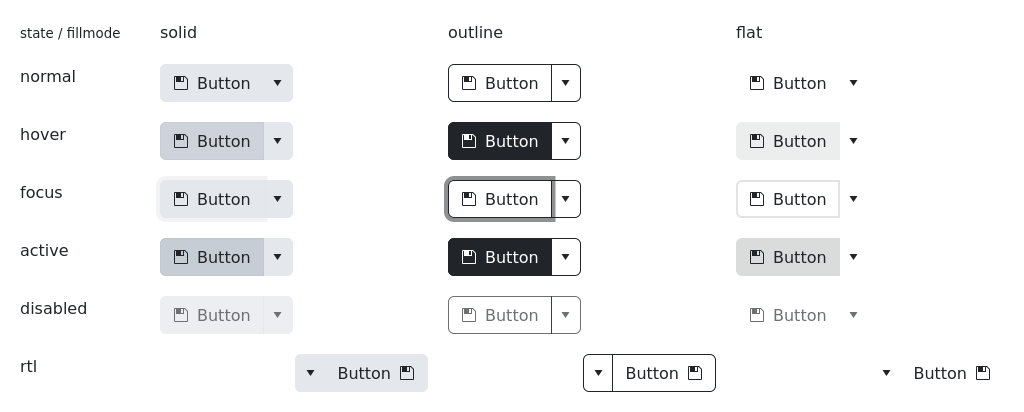 state / fillmode solid outline flat
normal Button Button Button
hover Button Button Button
focus Button Button Button
active Button Button Button
disabled Button Button Button
rtl Button Button Button